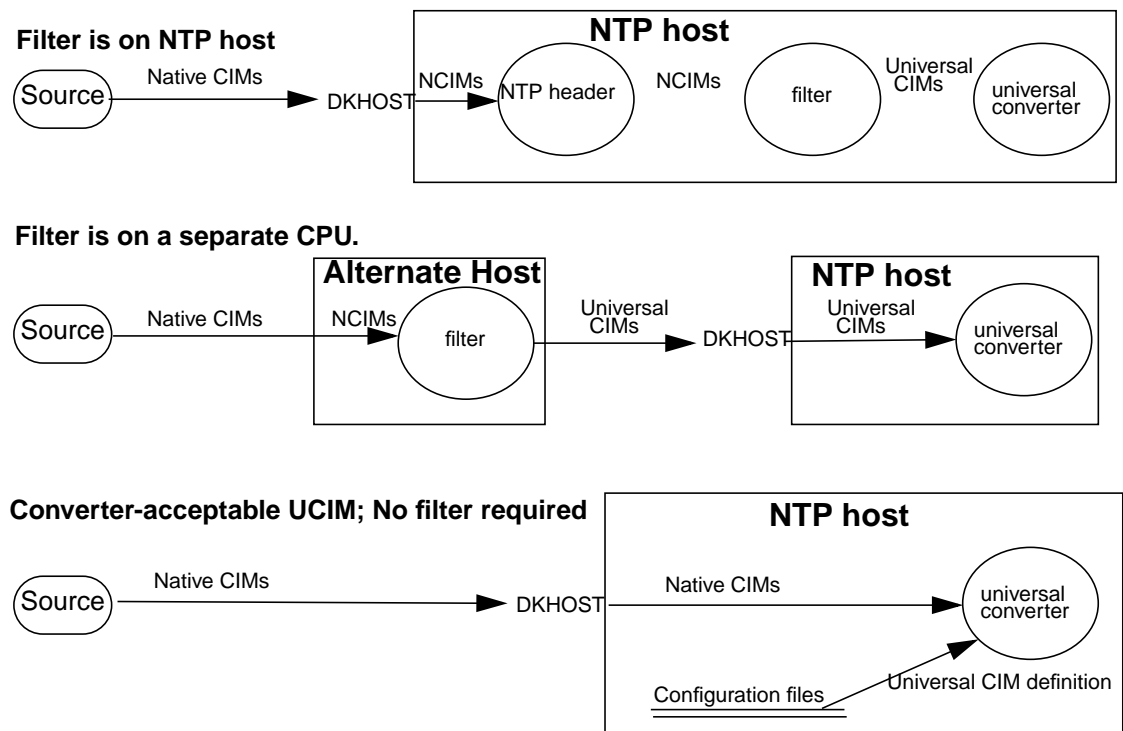 Filter is on NTP host
NTP host
Source
Native CIMs
DKHOST
NCIMs
NTP header
NCIMs
filter
Universal
CIMs
universal
converter
Filter is on a separate CPU.
Alternate Host
NTP host
Source
Native CIMs
NCIMs
filter
Universal
CIMs
DKHOST
Universal
CIMs
universal
converter
Converter-acceptable UCIM; No filter required
NTP host
Source
Native CIMs
DKHOST
Native CIMs
universal
converter
Configuration files
Universal CIM definition